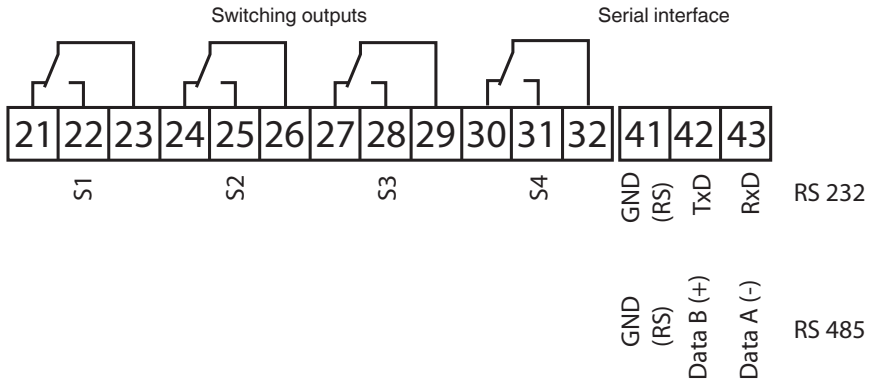 Switching outputs Serial interface
21 22 23 24 25 26 27 28 29 30 31 32 41 42 43
S1 S2 S3 S4 GND (RS) TxD RxD RS 232
GND (RS) Data B (+) Data A (-) RS 485